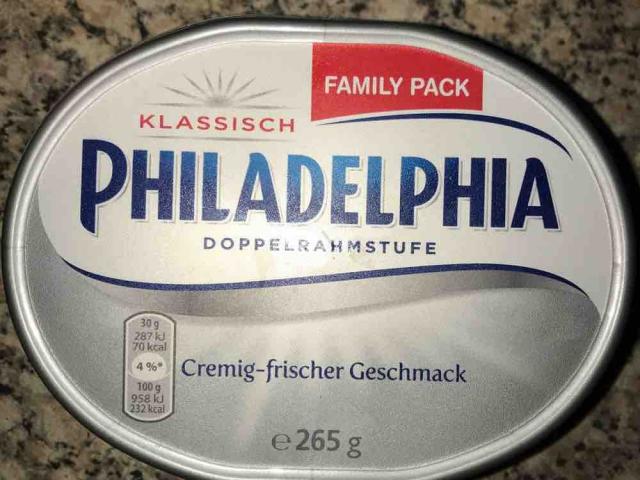 FAMILY PACK
KLASSISCH
PHILADELPHIA
DOPPELRAHMSTUFE
30 g
287 kJ
70 kcal
4 %*
100 g
958 kJ
232 kcal
Cremig-frischer Geschmack
e 265 g